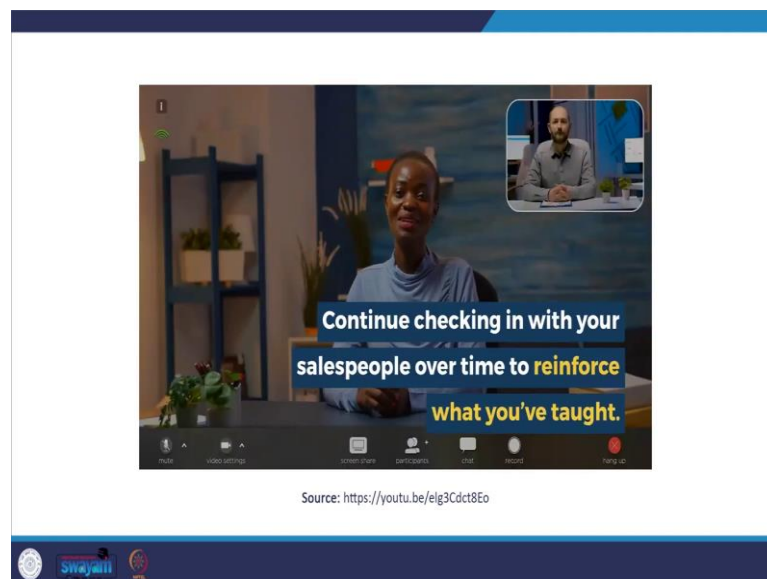 Continue checking in with your
salespeople over time to reinforce
what you've taught.
mute
video settings
screen share
participants
chat
record
hang up
Source: https://youtu.be/elg3Cdct8Eo
swayam